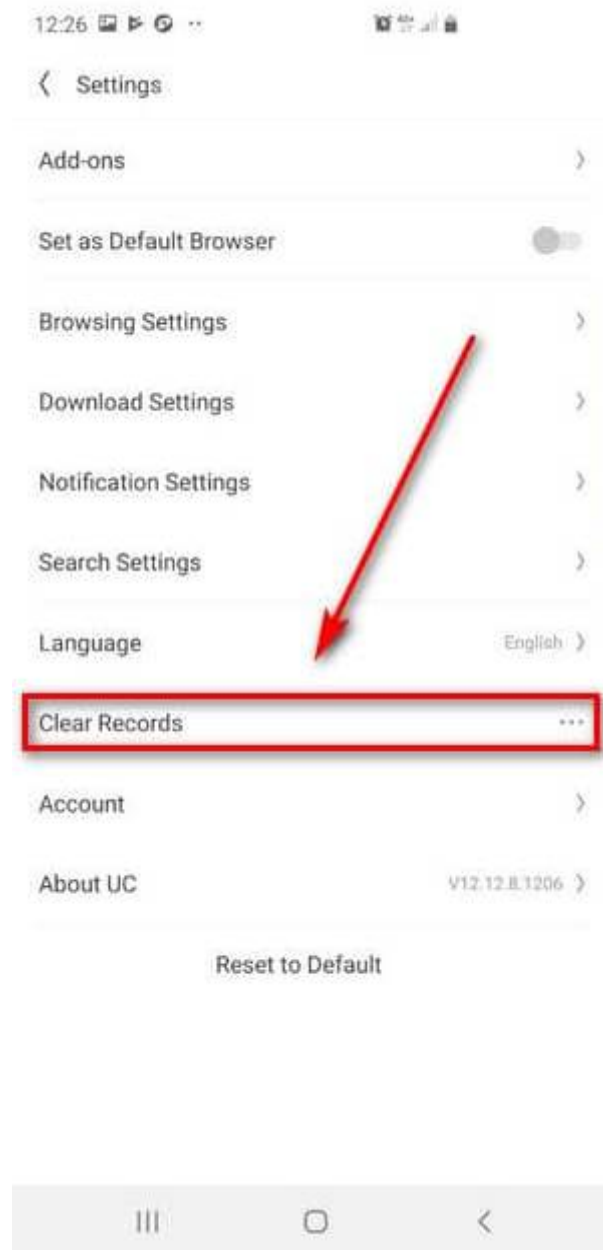 12:26
Settings
Add-ons
Set as Default Browser
Browsing Settings
Download Settings
Notification Settings
Search Settings
Language English
Clear Records
Account
About UC V12.12.8.1206
Reset to Default